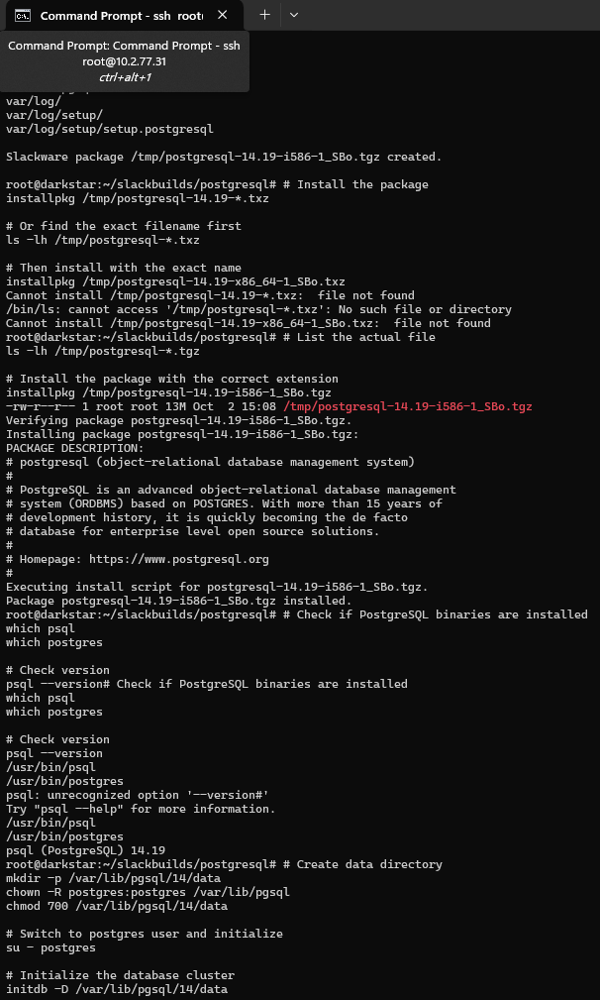 Command Prompt - ssh root
Command Prompt: Command Prompt - ssh
root@10.2.77.31
ctrl+alt+1
var/log/
var/log/setup/
var/log/setup/setup.postgresql
Slackware package /tmp/postgresql-14.19-i586-1_SBo.tgz created.
root@darkstar:~/slackbuilds/postgresql# # Install the package
installpkg /tmp/postgresql-14.19-*.txz
# Or find the exact filename first
ls -lh /tmp/postgresql-*.txz
# Then install with the exact name
installpkg /tmp/postgresql-14.19-x86_64-1_SBo.txz
Cannot install /tmp/postgresql-14.19-*.txz:  file not found
/bin/ls: cannot access '/tmp/postgresql-*.txz': No such file or directory
Cannot install /tmp/postgresql-14.19-x86_64-1_SBo.txz:  file not found
root@darkstar:~/slackbuilds/postgresql# # List the actual file
ls -lh /tmp/postgresql-*.tgz
# Install the package with the correct extension
installpkg /tmp/postgresql-14.19-i586-1_SBo.tgz
-rw-r--r-- 1 root root 13M Oct  2 15:08 /tmp/postgresql-14.19-i586-1_SBo.tgz
Verifying package postgresql-14.19-i586-1_SBo.tgz.
Installing package postgresql-14.19-i586-1_SBo.tgz:
PACKAGE DESCRIPTION:
# postgresql (object-relational database management system)
#
# PostgreSQL is an advanced object-relational database management
# system (ORDBMS) based on POSTGRES. With more than 15 years of
# development history, it is quickly becoming the de facto
# database for enterprise level open source solutions.
#
# Homepage: https://www.postgresql.org
#
Executing install script for postgresql-14.19-i586-1_SBo.tgz.
Package postgresql-14.19-i586-1_SBo.tgz installed.
root@darkstar:~/slackbuilds/postgresql# # Check if PostgreSQL binaries are installed
which psql
which postgres
# Check version
psql --version# Check if PostgreSQL binaries are installed
which psql
which postgres
# Check version
psql --version
/usr/bin/psql
/usr/bin/postgres
psql: unrecognized option '--version#'
Try "psql --help" for more information.
/usr/bin/psql
/usr/bin/postgres
psql (PostgreSQL) 14.19
root@darkstar:~/slackbuilds/postgresql# # Create data directory
mkdir -p /var/lib/pgsql/14/data
chown -R postgres:postgres /var/lib/pgsql
chmod 700 /var/lib/pgsql/14/data
# Switch to postgres user and initialize
su - postgres
# Initialize the database cluster
initdb -D /var/lib/pgsql/14/data